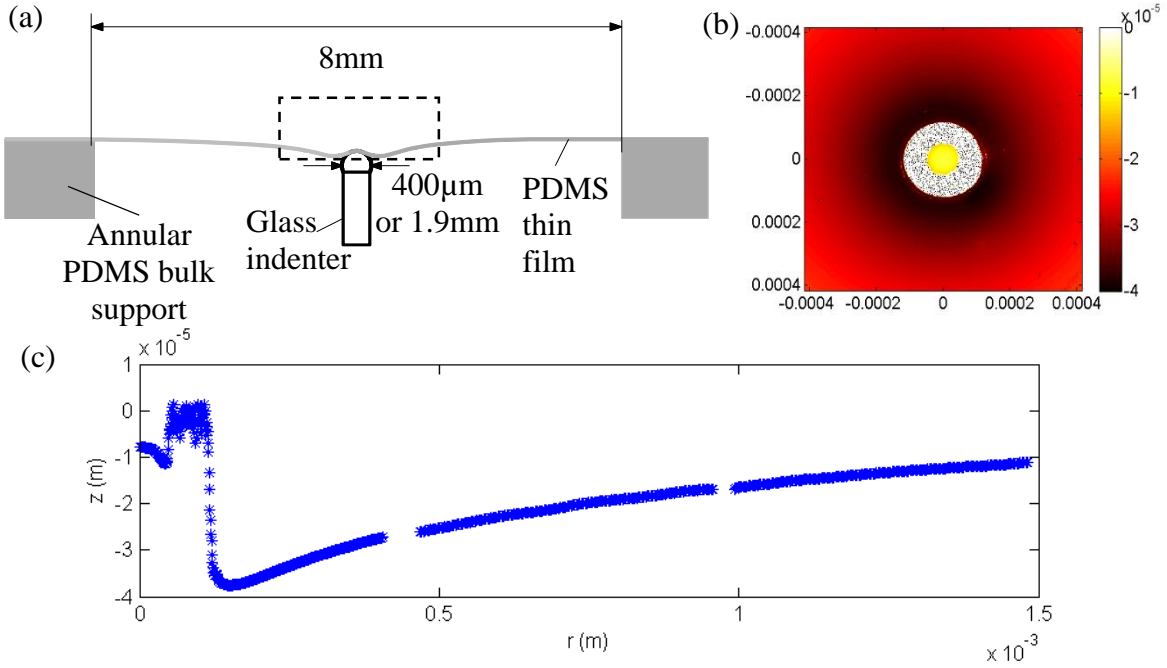 (a)
8mm
400µm
or 1.9mm
Glass
indenter
PDMS
thin
film
Annular
PDMS bulk
support
(b)
x 10⁻⁵
-0.0004
-0.0002
0
0.0002
0.0004
-0.0004 -0.0002 0 0.0002 0.0004
0
-1
-2
-3
-4
(c)
x 10⁻⁵
1
0
-1
-2
-3
-4
z (m)
0 0.5 1 1.5
r (m)
x 10⁻³